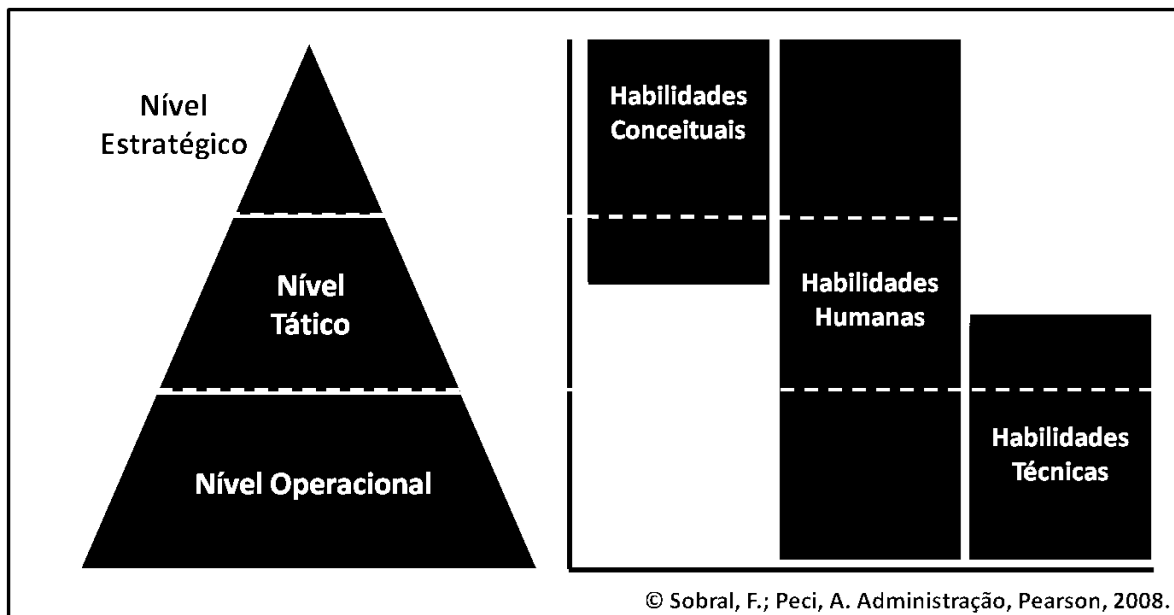 Nível
Estratégico
Nível
Tático
Nível Operacional
Habilidades
Conceituais
Habilidades
Humanas
Habilidades
Técnicas
© Sobral, F.; Peci, A. Administração, Pearson, 2008.